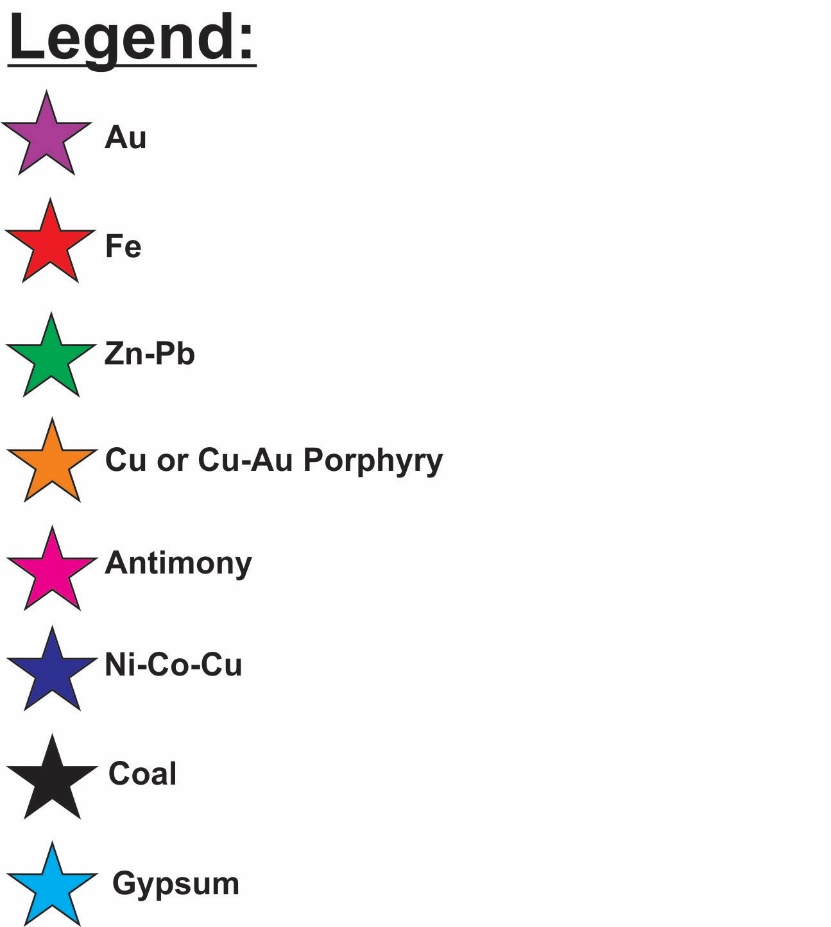 Legend:
Au
Fe
Zn-Pb
Cu or Cu-Au Porphyry
Antimony
Ni-Co-Cu
Coal
Gypsum